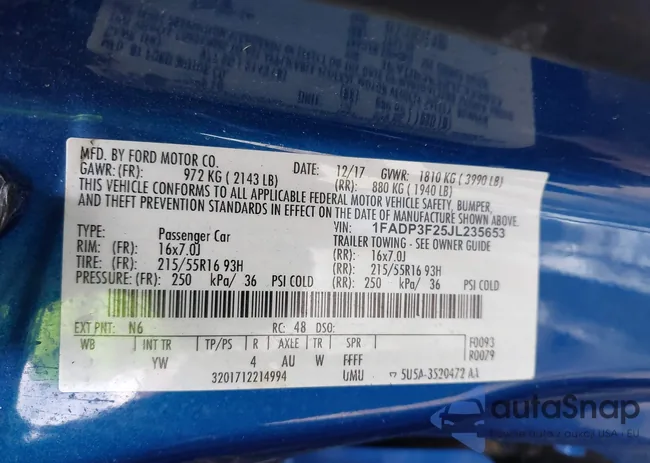 MFD. BY FORD MOTOR CO. DATE: 12/17 GVWR: 1810 KG ( 3990 LB)
GAWR: (FR): 972 KG ( 2143 LB) (RR): 880 KG ( 1940 LB)
THIS VEHICLE CONFORMS TO ALL APPLICABLE FEDERAL MOTOR VEHICLE SAFETY, BUMPER,
AND THEFT PREVENTION STANDARDS IN EFFECT ON THE DATE OF MANUFACTURE SHOWN ABOVE.
VIN: 1FADP3F25JL235653
TYPE: Passenger Car TRAILER TOWING - SEE OWNER GUIDE
RIM: (FR): 16x7.0J (RR): 16x7.0J
TIRE: (FR): 215/55R16 93H (RR): 215/55R16 93H
PRESSURE: (FR): 250 kPa/ 36 PSI COLD (RR): 250 kPa/ 36 PSI COLD
EXT PNT: N6 RC: 48 DSO: F0093
WB INT TR TP/PS R AXLE TR SPR R0079
YW 4 AU W FFFF
3201712214994 UMU 5U5A-3520472 AA
autoSnap